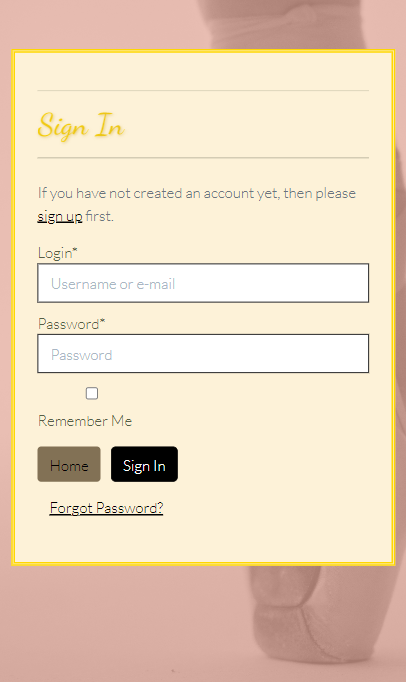 Sign In
If you have not created an account yet, then please
sign up first.
Login*
Username or e-mail
Password*
Password
Remember Me
Home Sign In
Forgot Password?